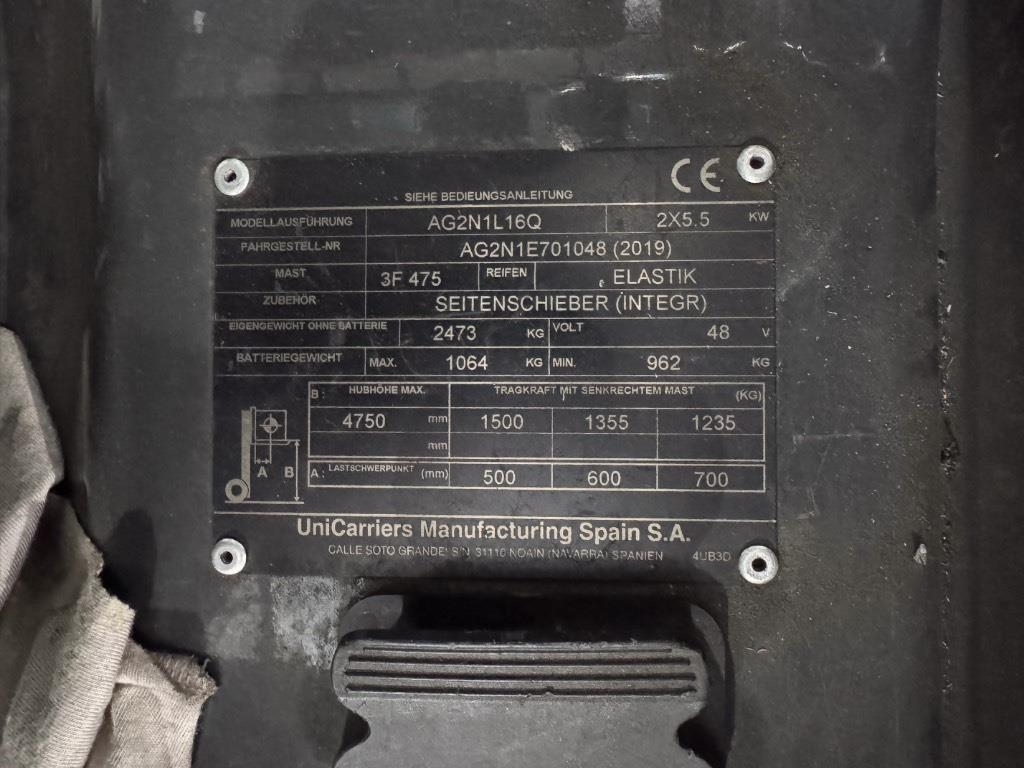 CE
SIEHE BEDIEUNGSANLEITUNG
MODELLAUSFÜHRUNG AG2N1L16Q 2X5.5 KW
FAHRGESTELL-NR AG2N1E701048 (2019)
MAST 3F 475 REIFEN ELASTIK
ZUBEHÖR SEITENSCHIEBER (INTEGR)
EIGENGEWICHT OHNE BATTERIE 2473 KG VOLT 48 V
BATTERIEGEWICHT MAX. 1064 KG MIN. 962 KG
B: HUBHÖHE MAX. TRAGKRAFT MIT SENKRECHTEM MAST (KG)
4750 mm 1500 1355 1235
mm
A B
A: LASTSCHWERPUNKT (mm) 500 600 700
UniCarriers Manufacturing Spain S.A.
CALLE SOTO GRANDE S/N 31110 NOAIN (NAVARRA) SPANIEN 4UB3D